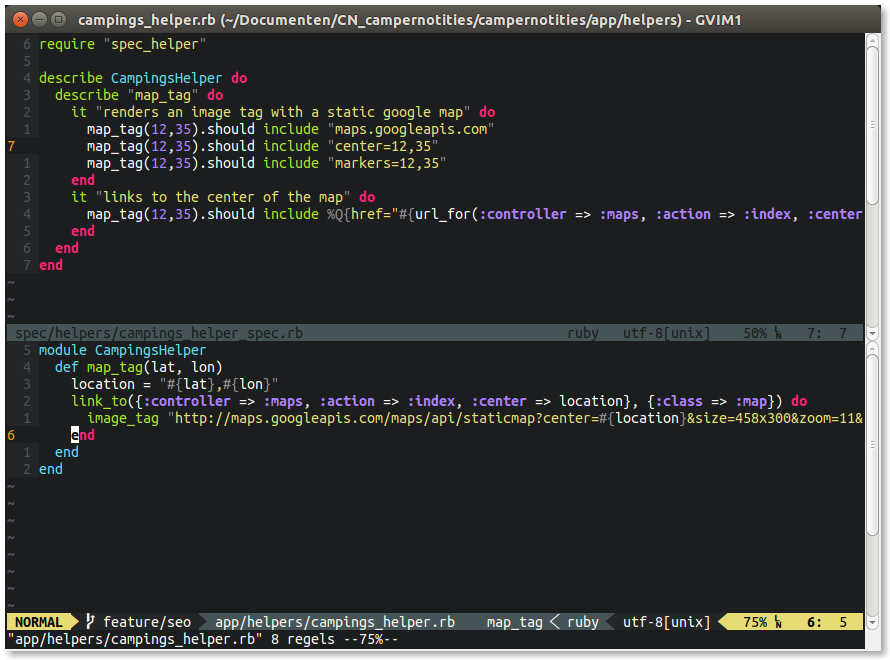 campings_helper.rb (~/Documenten/CN_campernotities/campernotities/app/helpers) - GVIM1
6 require "spec_helper"
5
4 describe CampingsHelper do
3   describe "map_tag" do
2     it "renders an image tag with a static google map" do
1       map_tag(12,35).should include "maps.googleapis.com"
7       map_tag(12,35).should include "center=12,35"
1       map_tag(12,35).should include "markers=12,35"
2     end
3     it "links to the center of the map" do
4       map_tag(12,35).should include %Q{href="#{url_for(:controller => :maps, :action => :index, :center
5     end
6   end
7 end
~
~
~
spec/helpers/campings_helper_spec.rb ruby utf-8[unix] 50% ␤ 7: 7
5 module CampingsHelper
4   def map_tag(lat, lon)
3     location = "#{lat},#{lon}"
2     link_to({:controller => :maps, :action => :index, :center => location}, {:class => :map}) do
1       image_tag "http://maps.googleapis.com/maps/api/staticmap?center=#{location}&size=458x300&zoom=11&
6     end
1   end
2 end
~
~
~
~
~
~
~
~
NORMAL feature/seo app/helpers/campings_helper.rb map_tag ruby utf-8[unix] 75% ␤ 6: 5
"app/helpers/campings_helper.rb" 8 regels --75%--